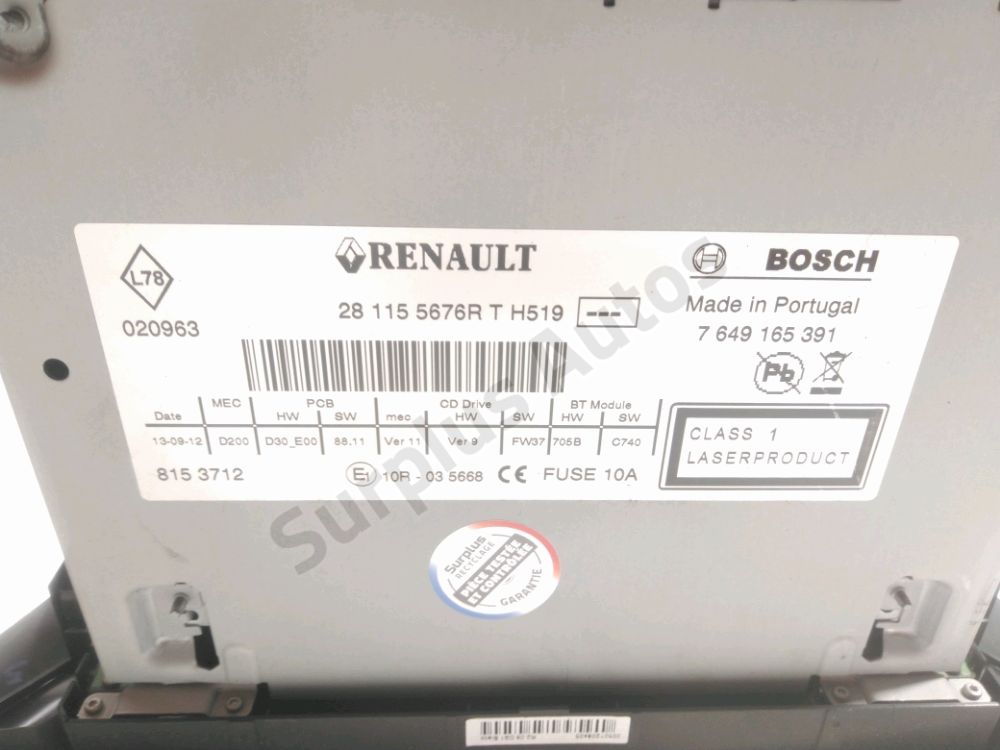 L78
020963
RENAULT
28 115 5676R T H519 ---
BOSCH
Made in Portugal
7 649 165 391
Pb
MEC PCB CD Drive BT Module
Date HW SW mec HW SW HW SW
13-09-12 D200 D30_E00 88.11 Ver 11 Ver 9 FW37 705B C740
815 3712
E1 10R - 03 5668 CE FUSE 10A
CLASS 1
LASERPRODUCT
Surplus Autos
Surplus
RECYCLAGE
PIÈCE TESTÉE
ET CONTRÔLÉE
GARANTIE